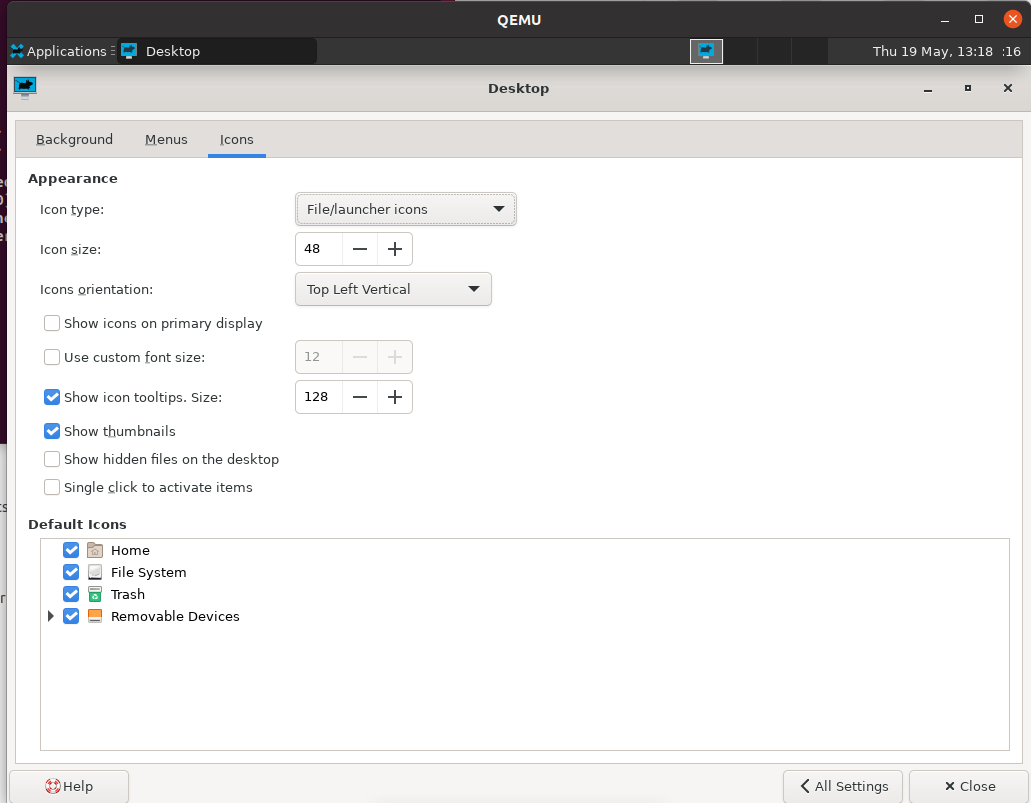 QEMU
Applications Desktop Thu 19 May, 13:18 :16
Desktop
Background Menus Icons
Appearance
Icon type: File/launcher icons
Icon size: 48
Icons orientation: Top Left Vertical
Show icons on primary display
Use custom font size: 12
Show icon tooltips. Size: 128
Show thumbnails
Show hidden files on the desktop
Single click to activate items
Default Icons
Home
File System
Trash
Removable Devices
Help All Settings Close